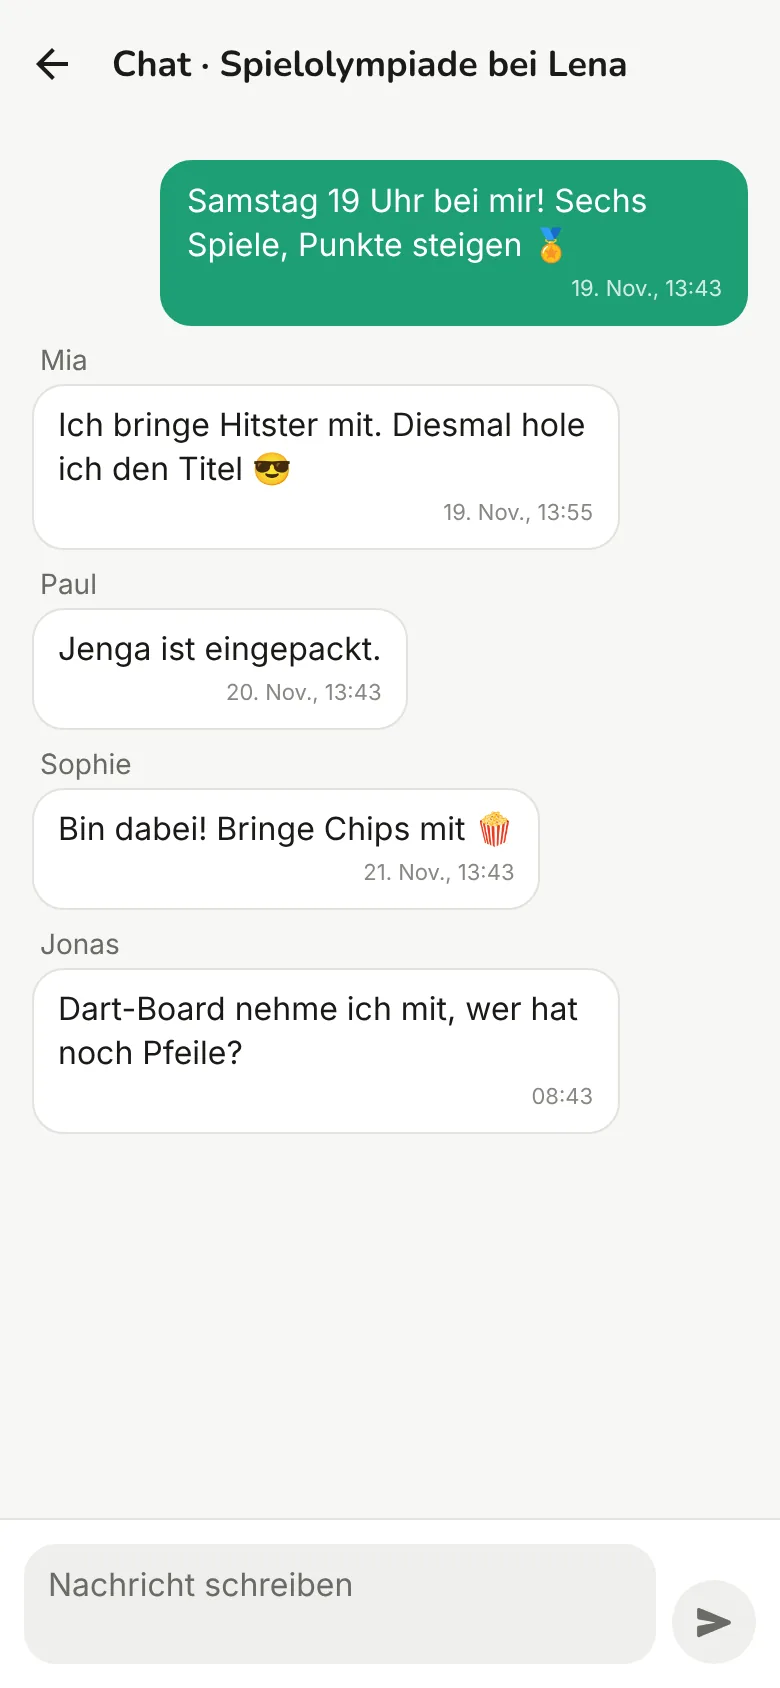 Chat · Spielolympiade bei Lena
Samstag 19 Uhr bei mir! Sechs
Spiele, Punkte steigen 🏅
19. Nov., 13:43
Mia
Ich bringe Hitster mit. Diesmal hole
ich den Titel 😎
19. Nov., 13:55
Paul
Jenga ist eingepackt.
20. Nov., 13:43
Sophie
Bin dabei! Bringe Chips mit 🍿
21. Nov., 13:43
Jonas
Dart-Board nehme ich mit, wer hat
noch Pfeile?
08:43
Nachricht schreiben